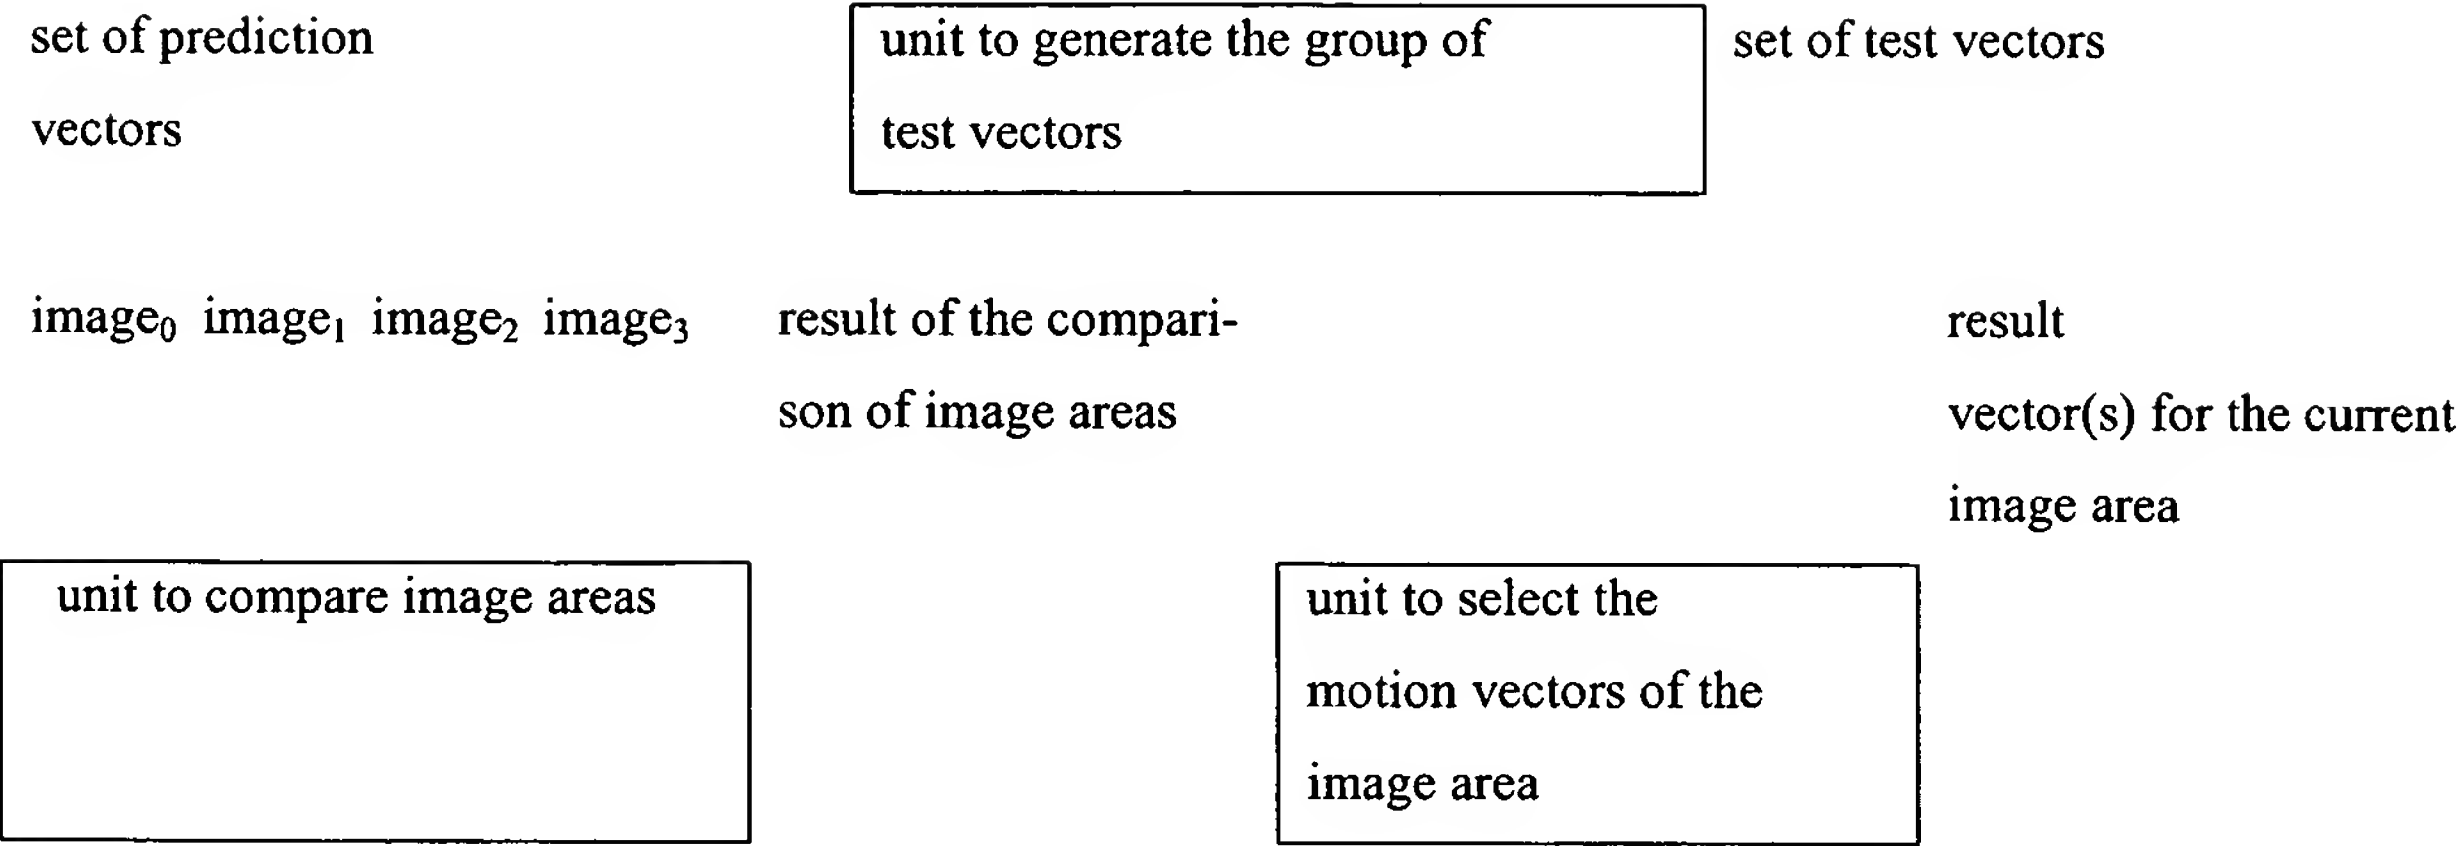 set of prediction
vectors
unit to generate the group of
test vectors
set of test vectors
image₀ image₁ image₂ image₃
result of the compari-
son of image areas
result
vector(s) for the current
image area
unit to compare image areas
unit to select the
motion vectors of the
image area